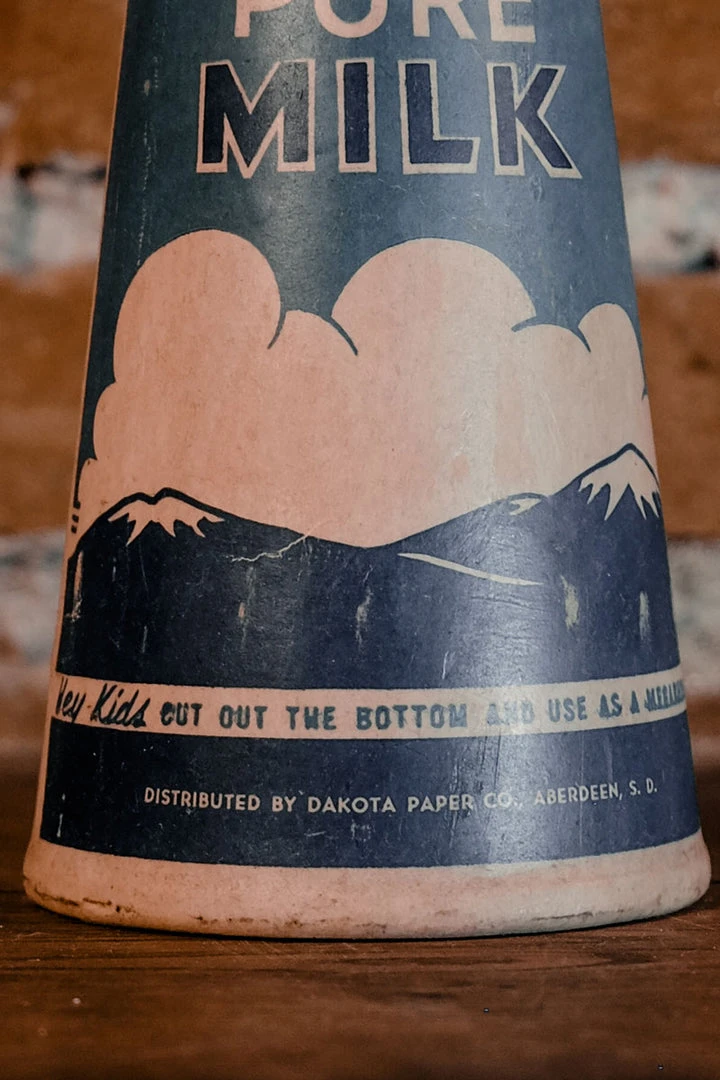 PURE
MILK
Hey Kids CUT OUT THE BOTTOM AND USE AS A
DISTRIBUTED BY DAKOTA PAPER CO., ABERDEEN, S. D.